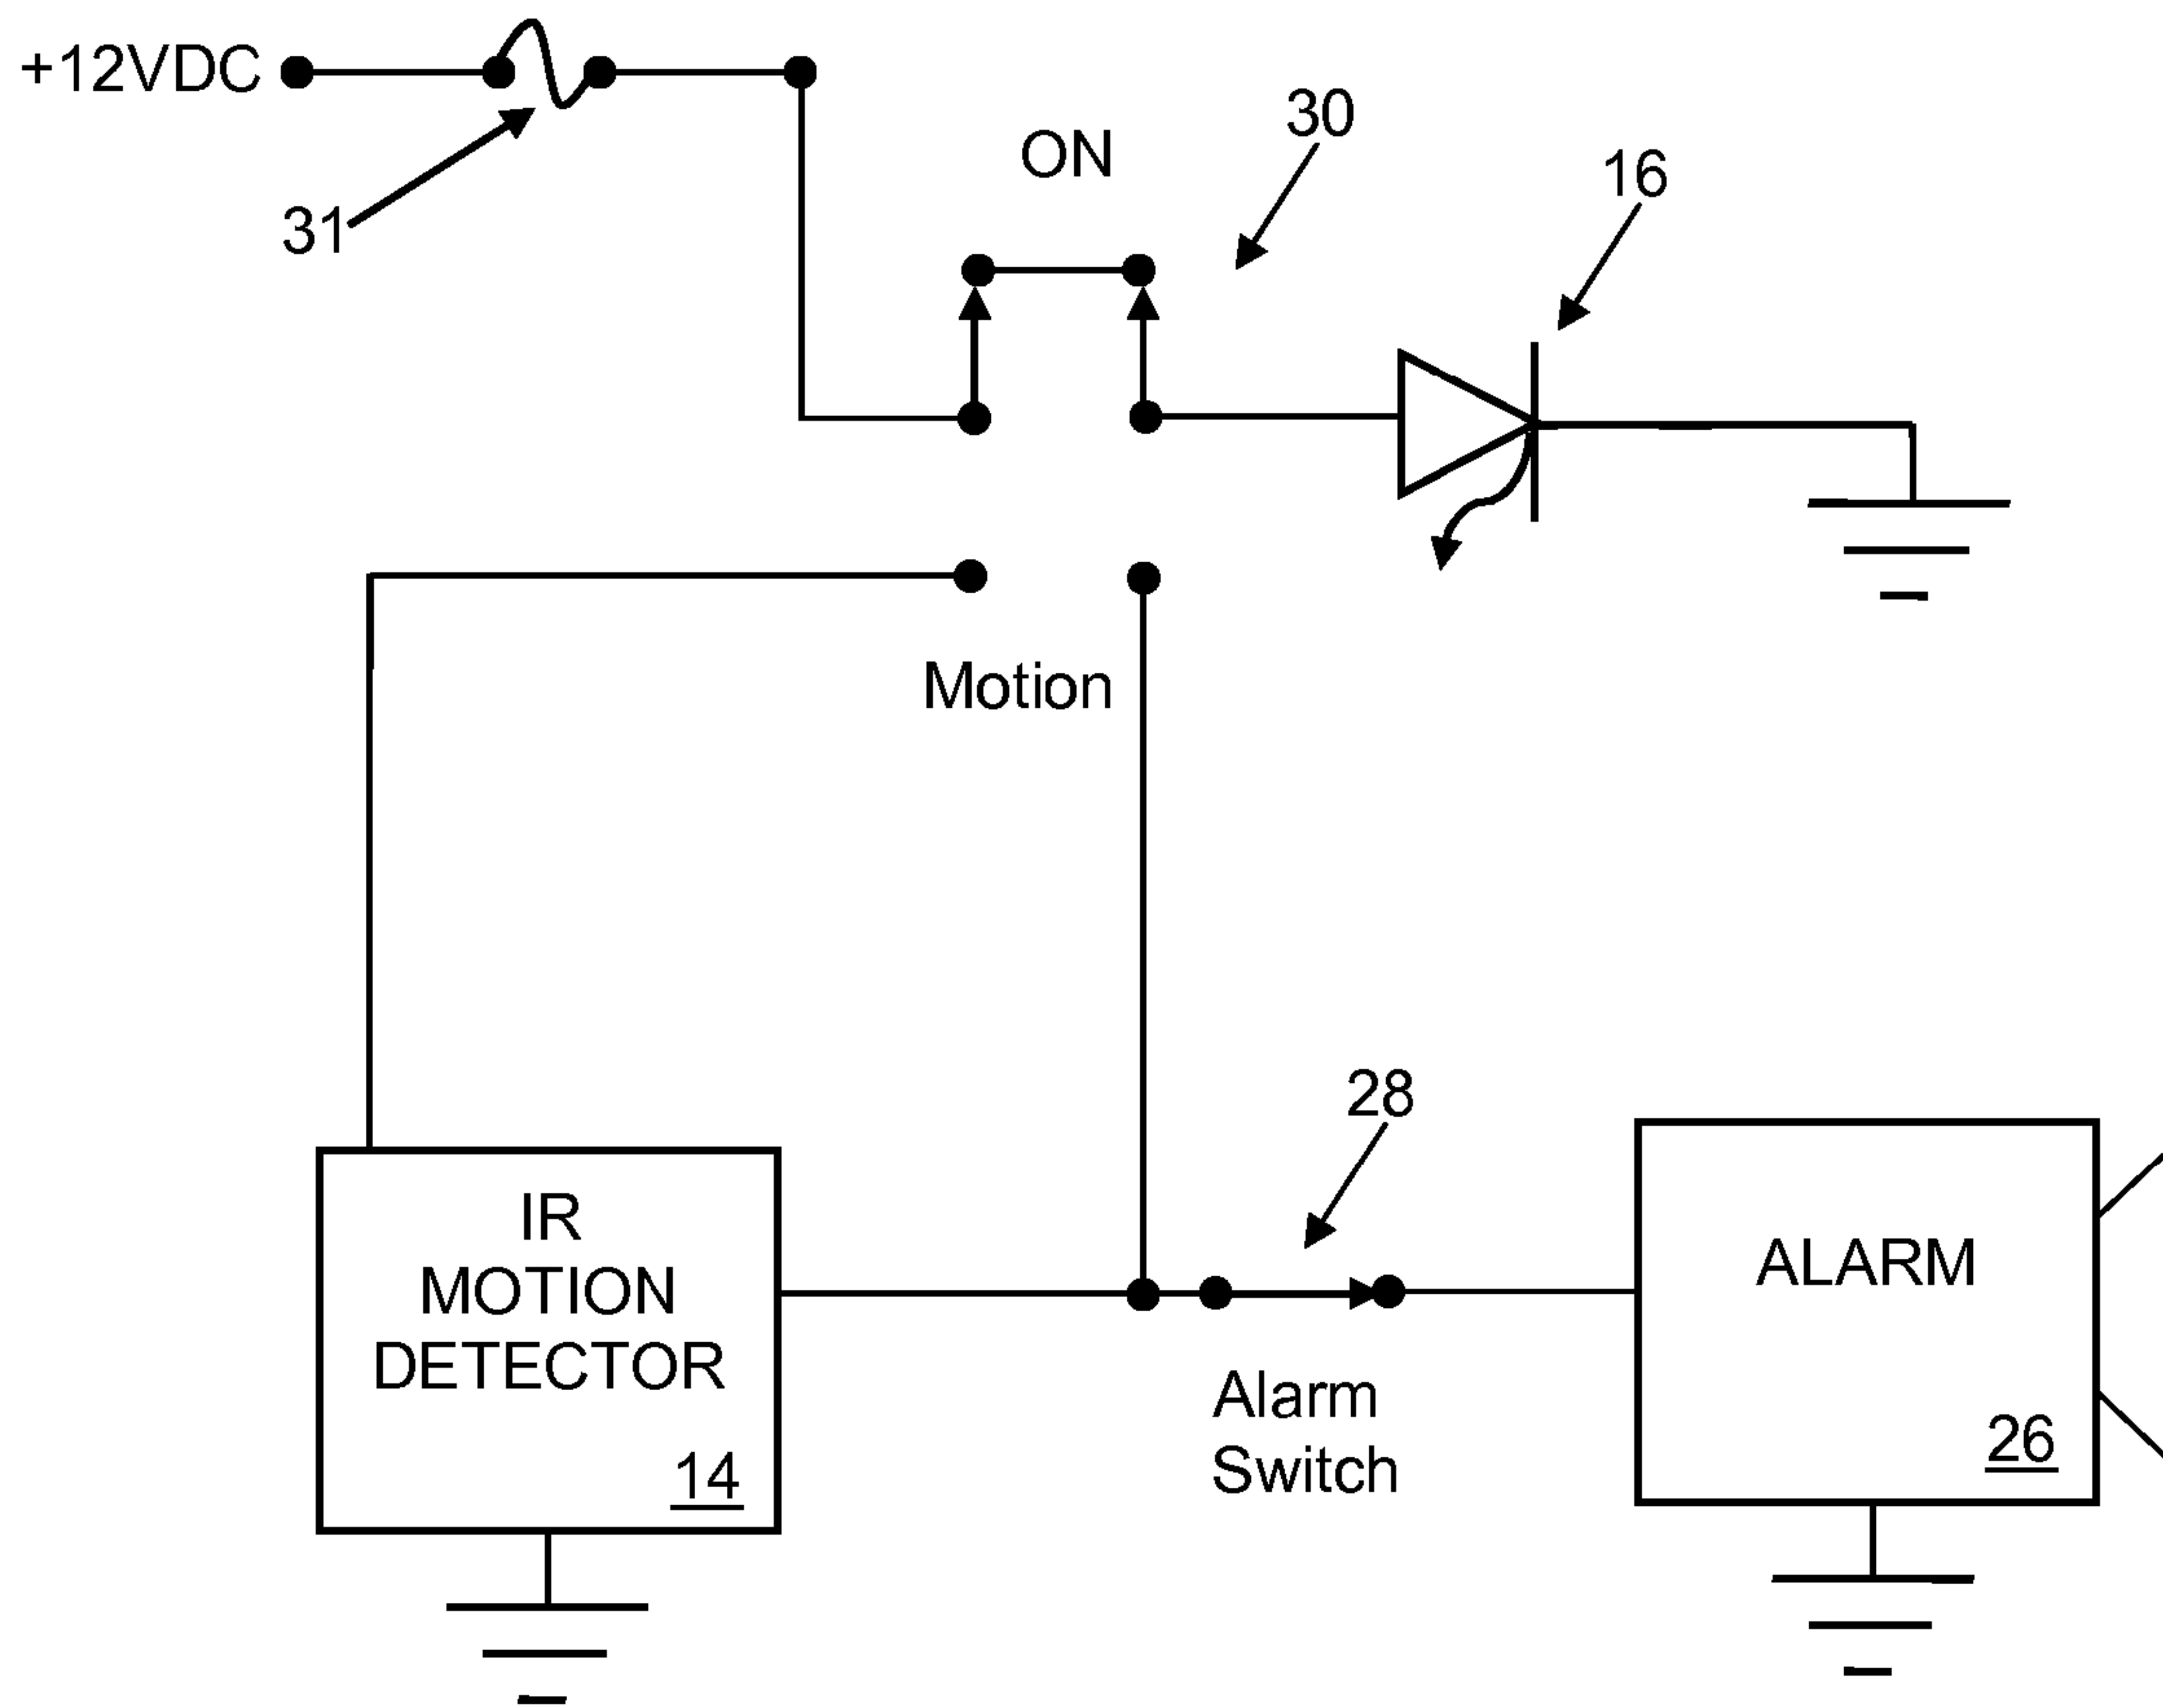 +12VDC
31
ON
30
16
Motion
28
IR
MOTION
DETECTOR
14
Alarm
Switch
ALARM
26